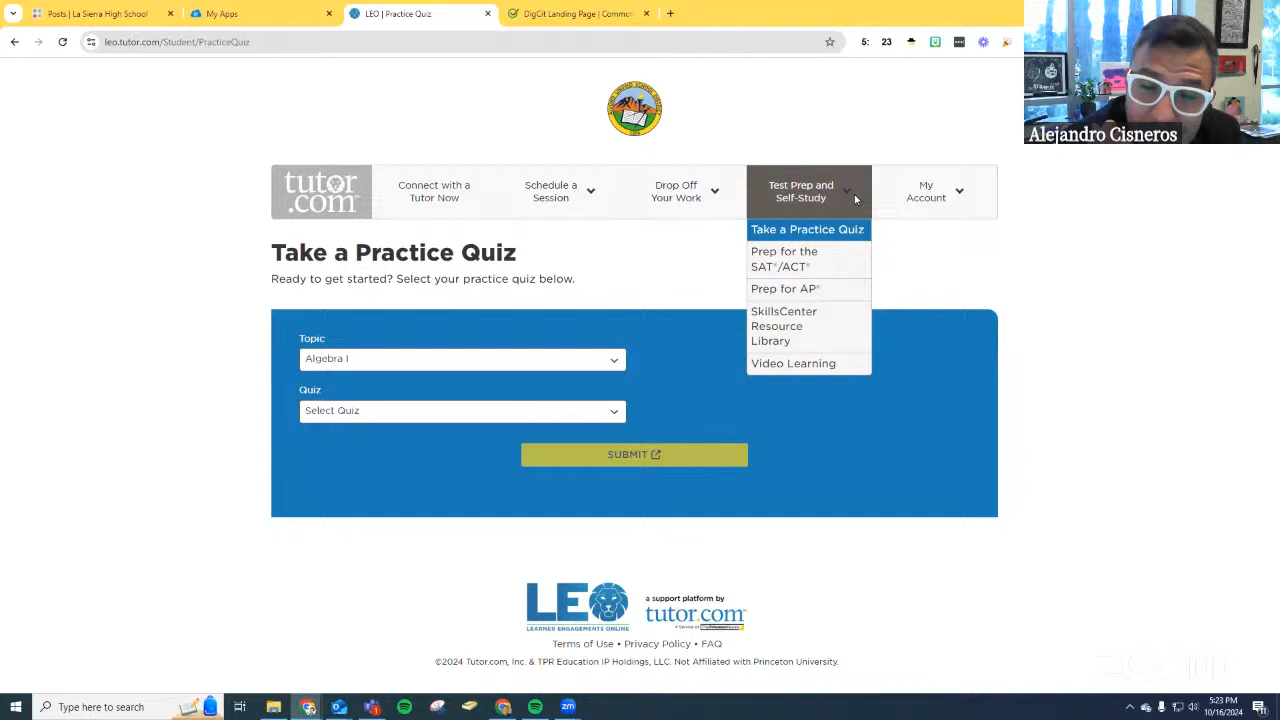 Posts | La Sierra High School
My Apps
LEO | Practice Quiz
DigCit Landing Page | Common
leo.tutor.com/Student/PracticeQuiz
5: 23
Alejandro Cisneros
tutor
.com
Connect with a
Tutor Now
Schedule a
Session
Drop Off
Your Work
Test Prep and
Self-Study
My
Account
Take a Practice Quiz
Prep for the
SAT®/ACT®
Prep for AP®
SkillsCenter
Resource
Library
Video Learning
Take a Practice Quiz
Ready to get started? Select your practice quiz below.
Topic
Algebra I
Quiz
Select Quiz
SUBMIT
LEO
LEARNER ENGAGEMENTS ONLINE
a support platform by
tutor.com
Terms of Use • Privacy Policy • FAQ
©2024 Tutor.com, Inc. & TPR Education IP Holdings, LLC. Not Affiliated with Princeton University.
Type here to search
5:23 PM
10/16/2024